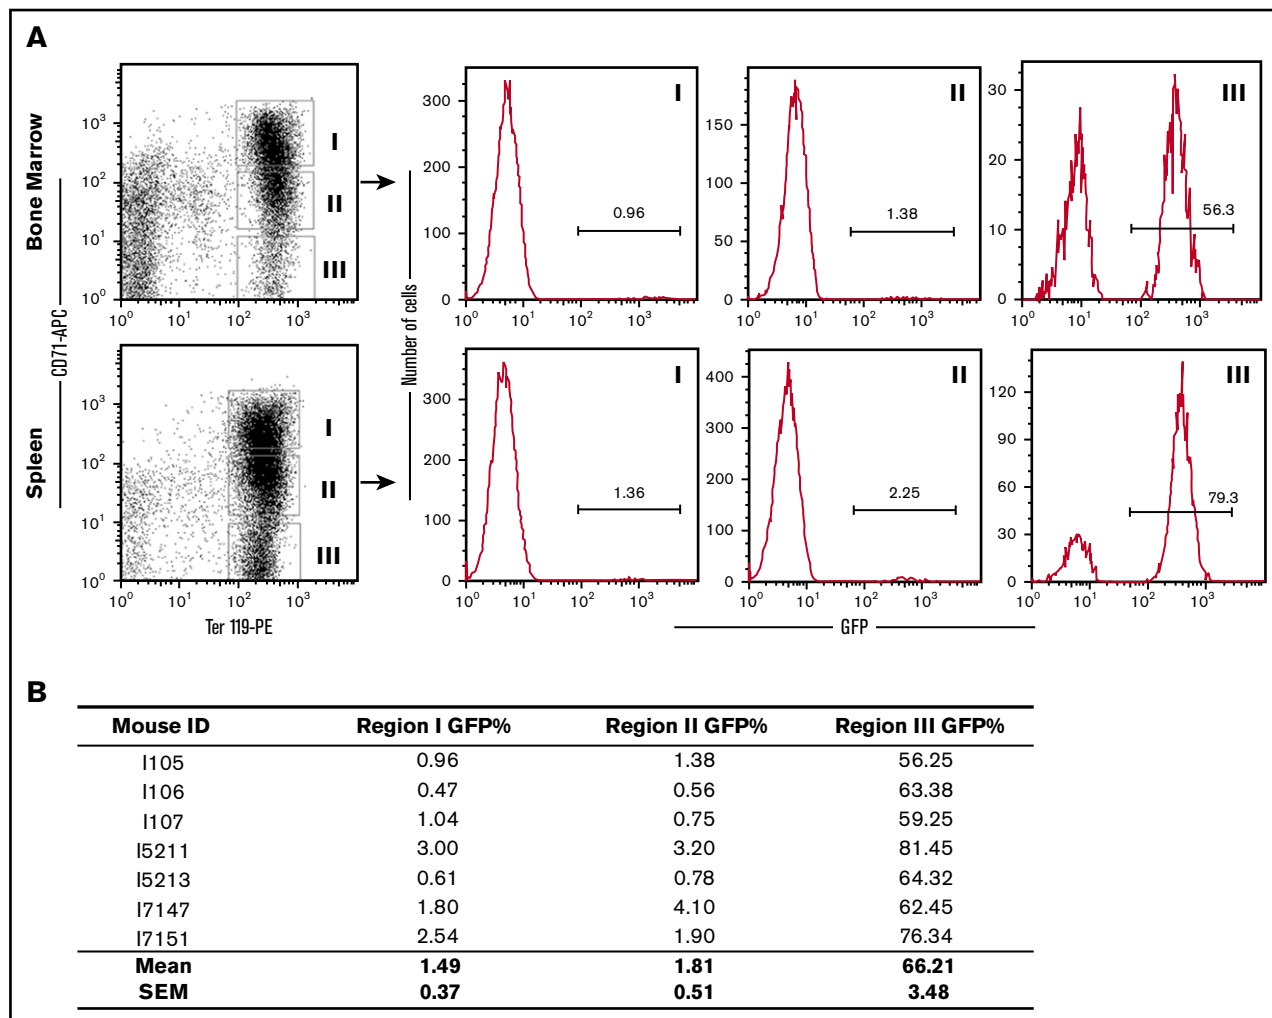 A
Bone Marrow
Spleen
CD71-APC
10³
10²
10¹
10⁰
I
II
III
10⁰ 10¹ 10² 10³
Number of cells
300
200
100
0
I
0.96
10⁰ 10¹ 10² 10³
150
100
50
0
II
1.38
10⁰ 10¹ 10² 10³
30
20
10
0
III
56.3
10⁰ 10¹ 10² 10³
10³
10²
10¹
10⁰
I
II
III
10⁰ 10¹ 10² 10³
Ter 119-PE
300
200
100
0
I
1.36
10⁰ 10¹ 10² 10³
400
300
200
100
0
II
2.25
10⁰ 10¹ 10² 10³
120
90
60
30
0
III
79.3
10⁰ 10¹ 10² 10³
GFP
B
Mouse ID Region I GFP% Region II GFP% Region III GFP%
I105 0.96 1.38 56.25
I106 0.47 0.56 63.38
I107 1.04 0.75 59.25
I5211 3.00 3.20 81.45
I5213 0.61 0.78 64.32
I7147 1.80 4.10 62.45
I7151 2.54 1.90 76.34
Mean 1.49 1.81 66.21
SEM 0.37 0.51 3.48